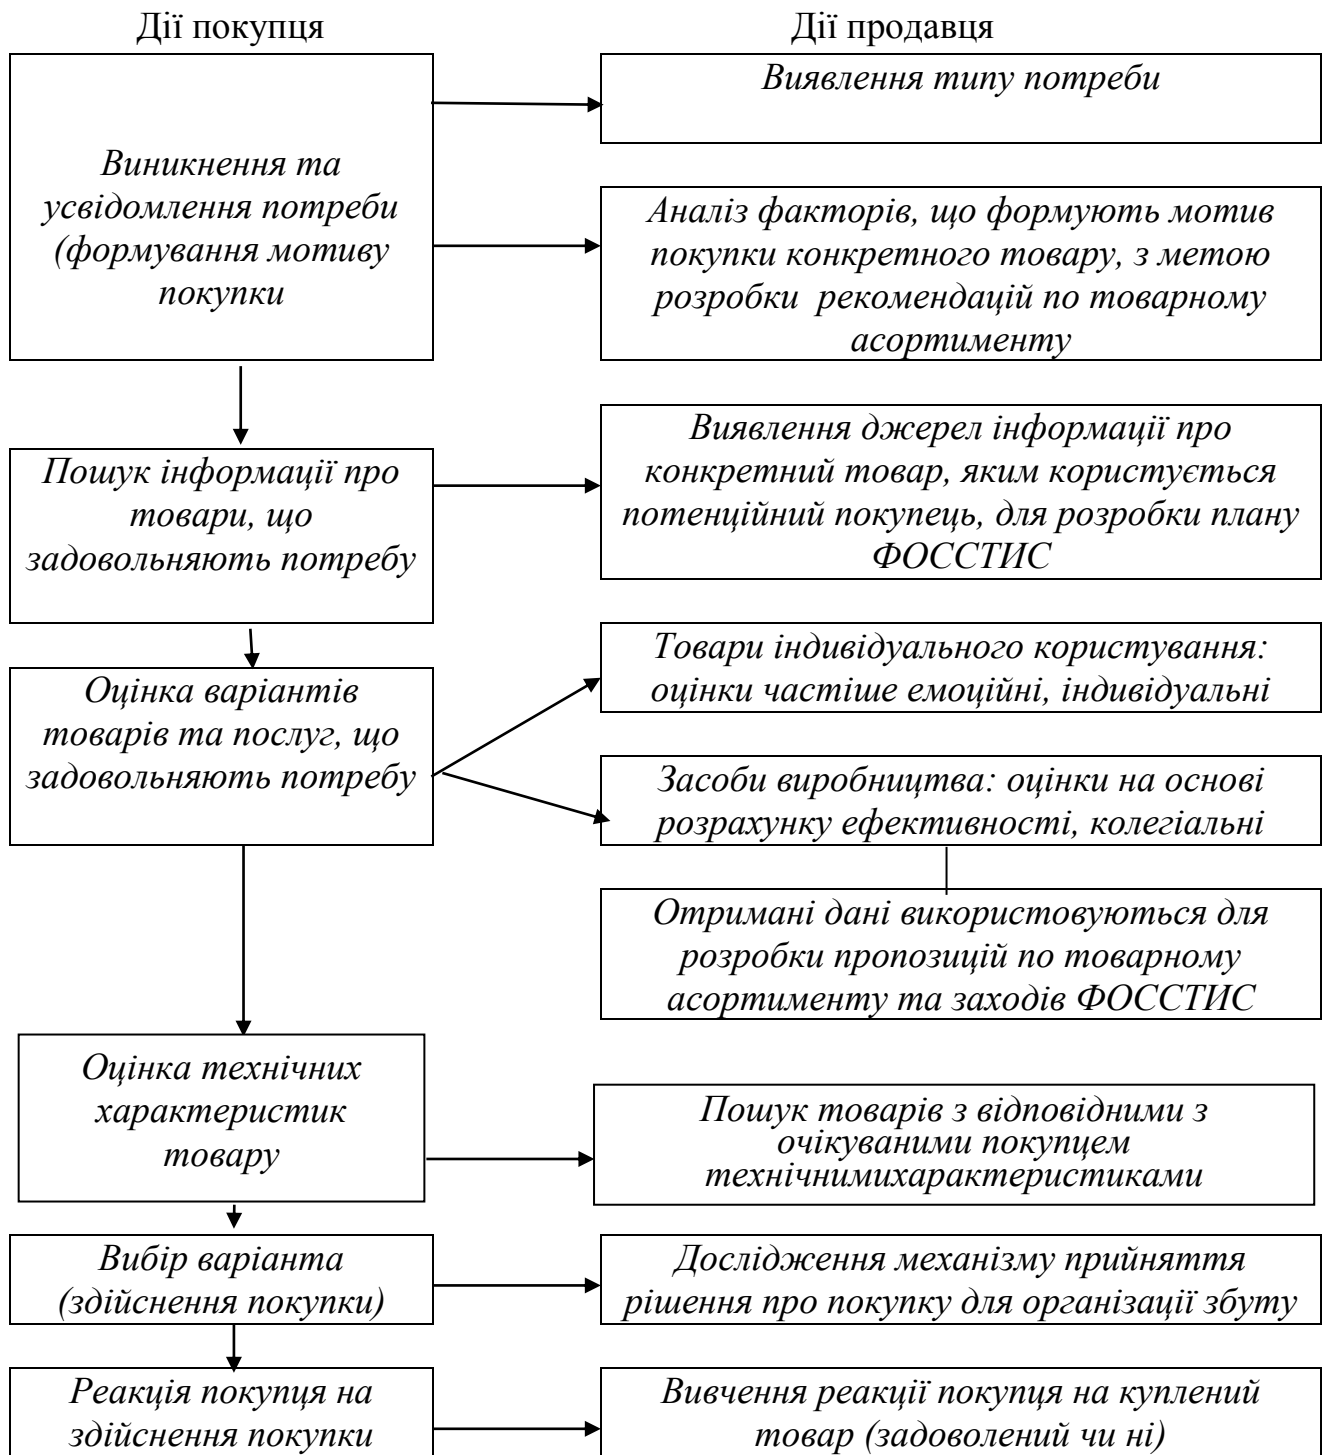 Дії покупця
Дії продавця
Виникнення та
усвідомлення потреби
(формування мотиву
покупки
Виявлення типу потреби
Аналіз факторів, що формують мотив
покупки конкретного товару, з метою
розробки рекомендацій по товарному
асортименту
Пошук інформації про
товари, що
задовольняють потребу
Виявлення джерел інформації про
конкретний товар, яким користується
потенційний покупець, для розробки плану
ФОССТИС
Оцінка варіантів
товарів та послуг, що
задовольняють потребу
Товари індивідуального користування:
оцінки частіше емоційні, індивідуальні
Засоби виробництва: оцінки на основі
розрахунку ефективності, колегіальні
Отримані дані використовуються для
розробки пропозицій по товарному
асортименту та заходів ФОССТИС
Оцінка технічних
характеристик
товару
Пошук товарів з відповідними з
очікуваними покупцем
технічнимихарактеристиками
Вибір варіанта
(здійснення покупки)
Дослідження механізму прийняття
рішення про покупку для організації збуту
Реакція покупця на
здійснення покупки
Вивчення реакції покупця на куплений
товар (задоволений чи ні)